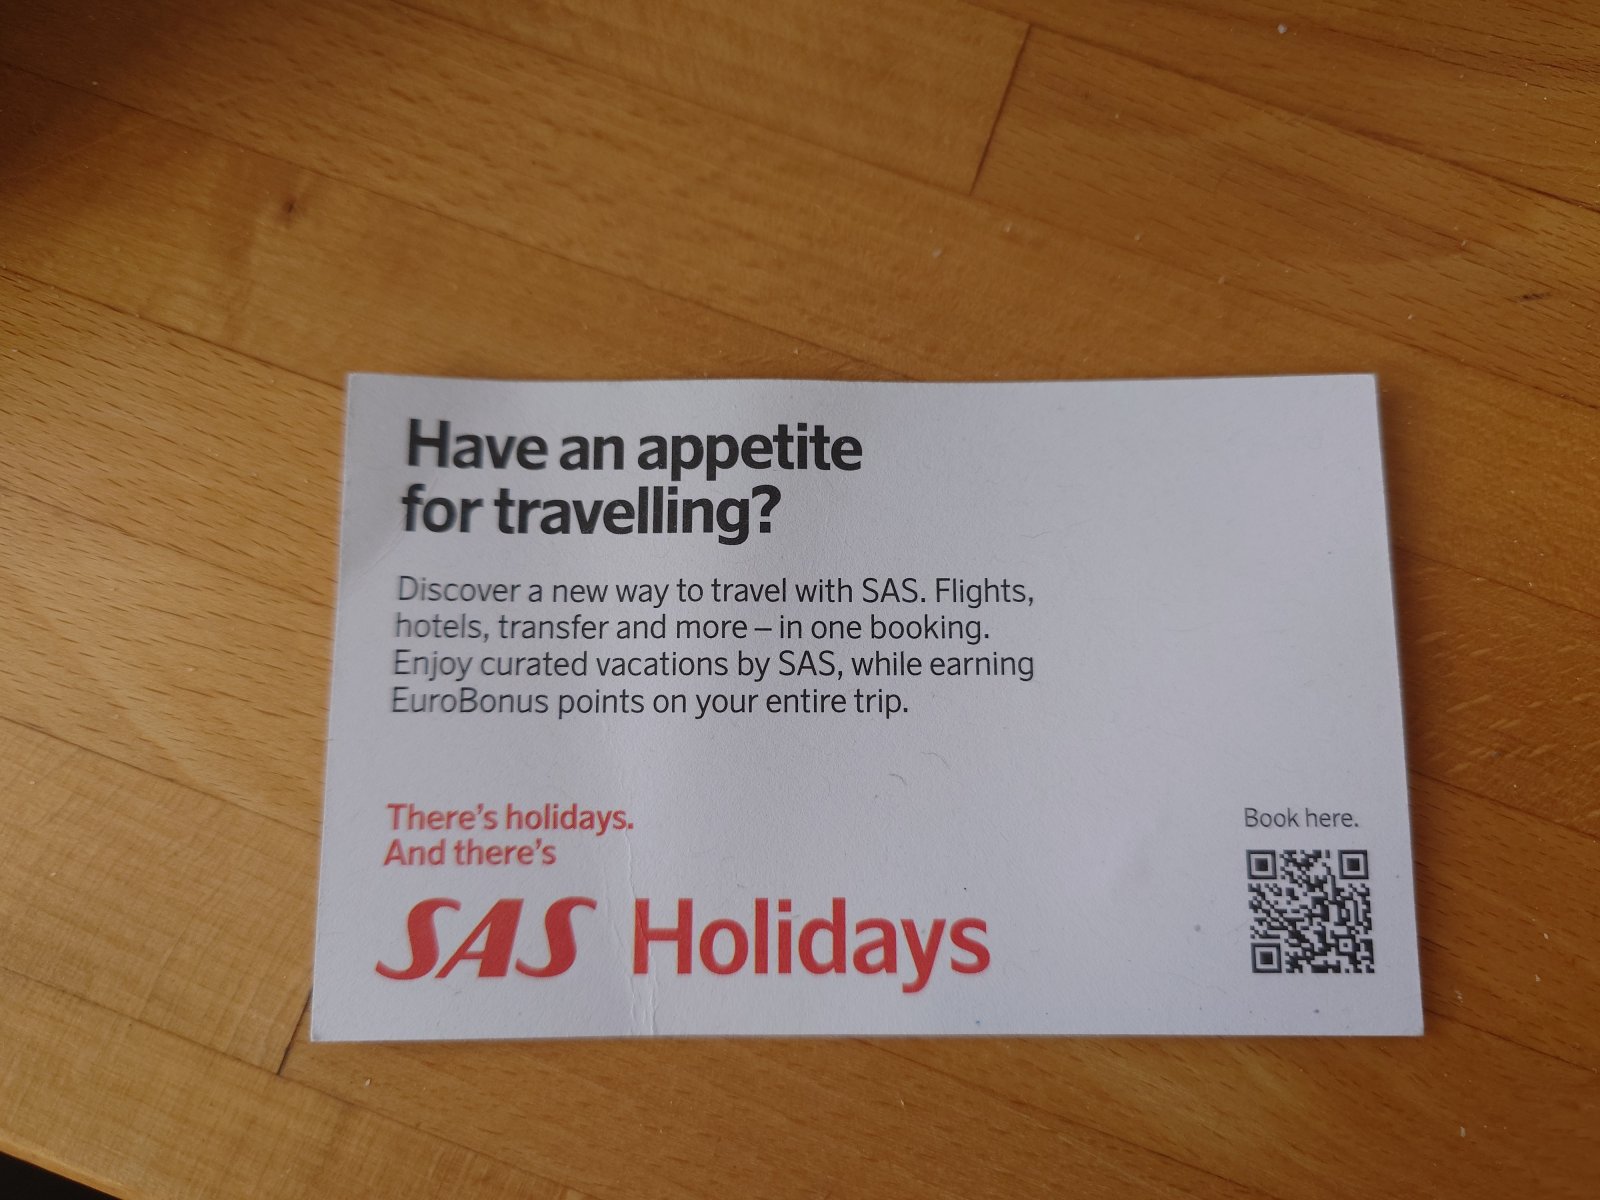 Have an appetite
for travelling?
Discover a new way to travel with SAS. Flights,
hotels, transfer and more – in one booking.
Enjoy curated vacations by SAS, while earning
EuroBonus points on your entire trip.
There's holidays.
And there's
SAS Holidays
Book here.